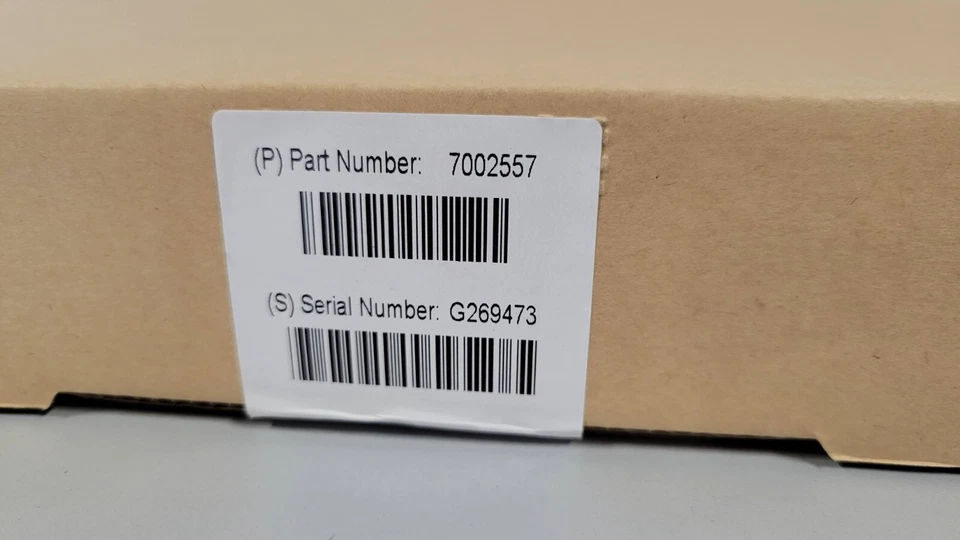 (P) Part Number: 7002557
(S) Serial Number: G269473